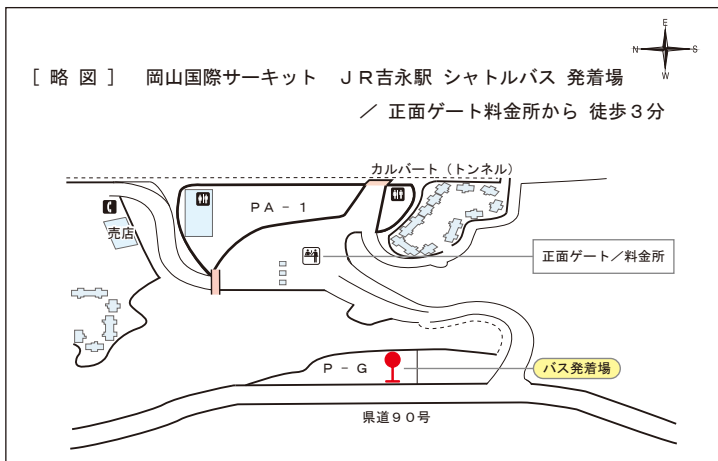 E
N S
W
［ 略 図 ］ 岡山国際サーキット ＪＲ吉永駅 シャトルバス 発着場
／ 正面ゲート料金所から 徒歩３分
カルバート（トンネル）
ＰＡ－１
売店
正面ゲート／料金所
Ｐ－Ｇ
バス発着場
県道９０号